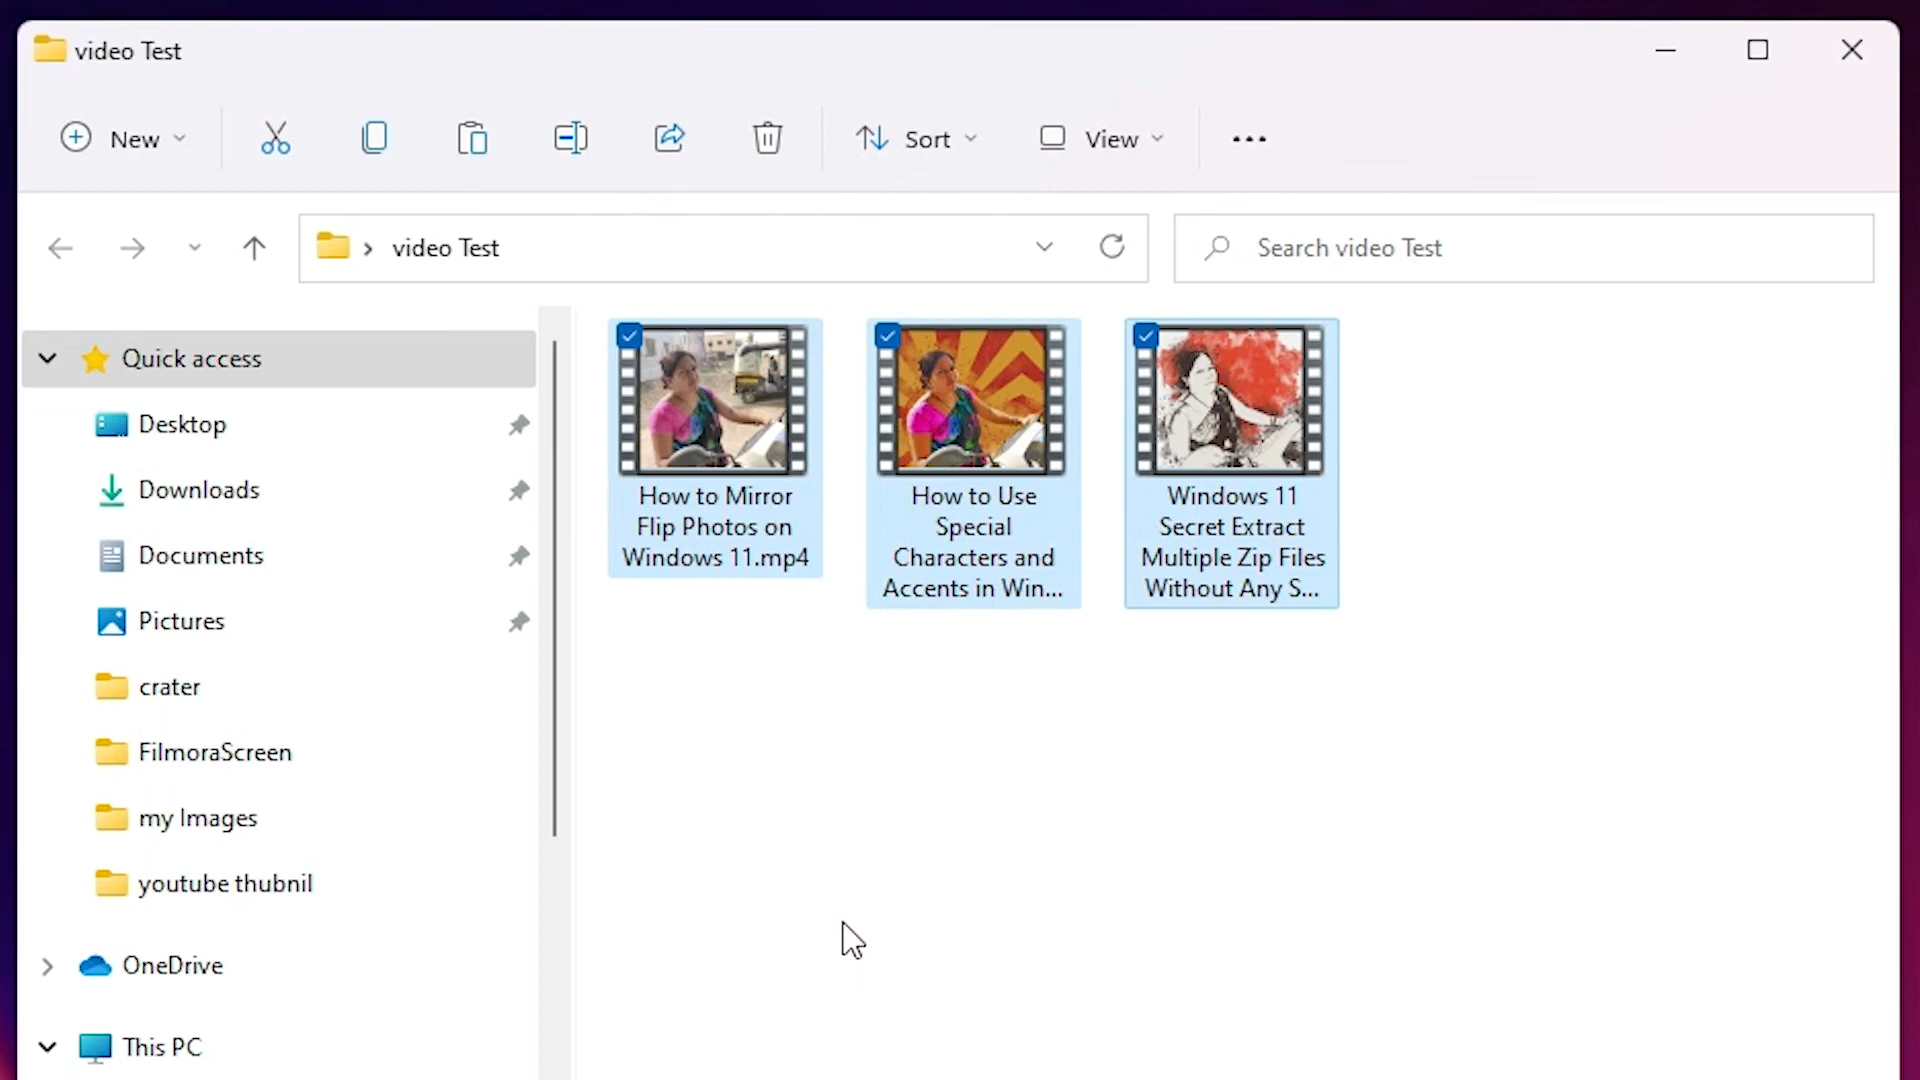 video Test
New
Sort
View
video Test
Search video Test
Quick access
Desktop
Downloads
Documents
Pictures
crater
FilmoraScreen
my Images
youtube thubnil
OneDrive
This PC
How to Mirror
Flip Photos on
Windows 11.mp4
How to Use
Special
Characters and
Accents in Win...
Windows 11
Secret Extract
Multiple Zip Files
Without Any S...